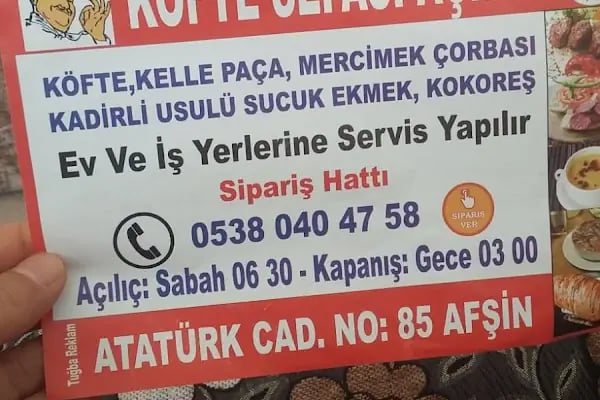 KÖFTE,KELLE PAÇA, MERCİMEK ÇORBASI
KADİRLİ USULÜ SUCUK EKMEK, KOKOREŞ
Ev Ve İş Yerlerine Servis Yapılır
Sipariş Hattı
0538 040 47 58
SİPARİŞ
VER
Açılıç: Sabah 06 30 - Kapanış: Gece 03 00
ATATÜRK CAD. NO: 85 AFŞİN
Tuğba Reklam